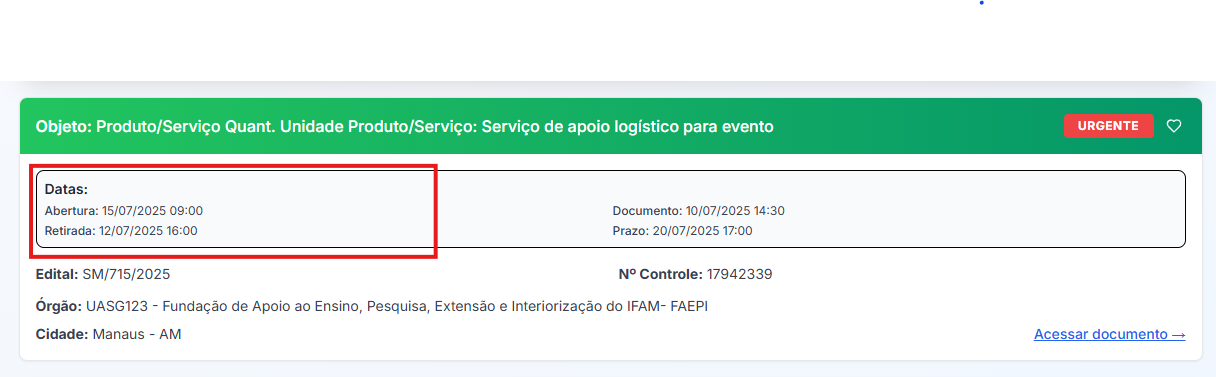 Objeto: Produto/Serviço Quant. Unidade Produto/Serviço: Serviço de apoio logístico para evento
URGENTE
Datas:
Abertura: 15/07/2025 09:00
Documento: 10/07/2025 14:30
Retirada: 12/07/2025 16:00
Prazo: 20/07/2025 17:00
Edital: SM/715/2025
Nº Controle: 17942339
Órgão: UASG123 - Fundação de Apoio ao Ensino, Pesquisa, Extensão e Interiorização do IFAM- FAEPI
Cidade: Manaus - AM
Acessar documento →